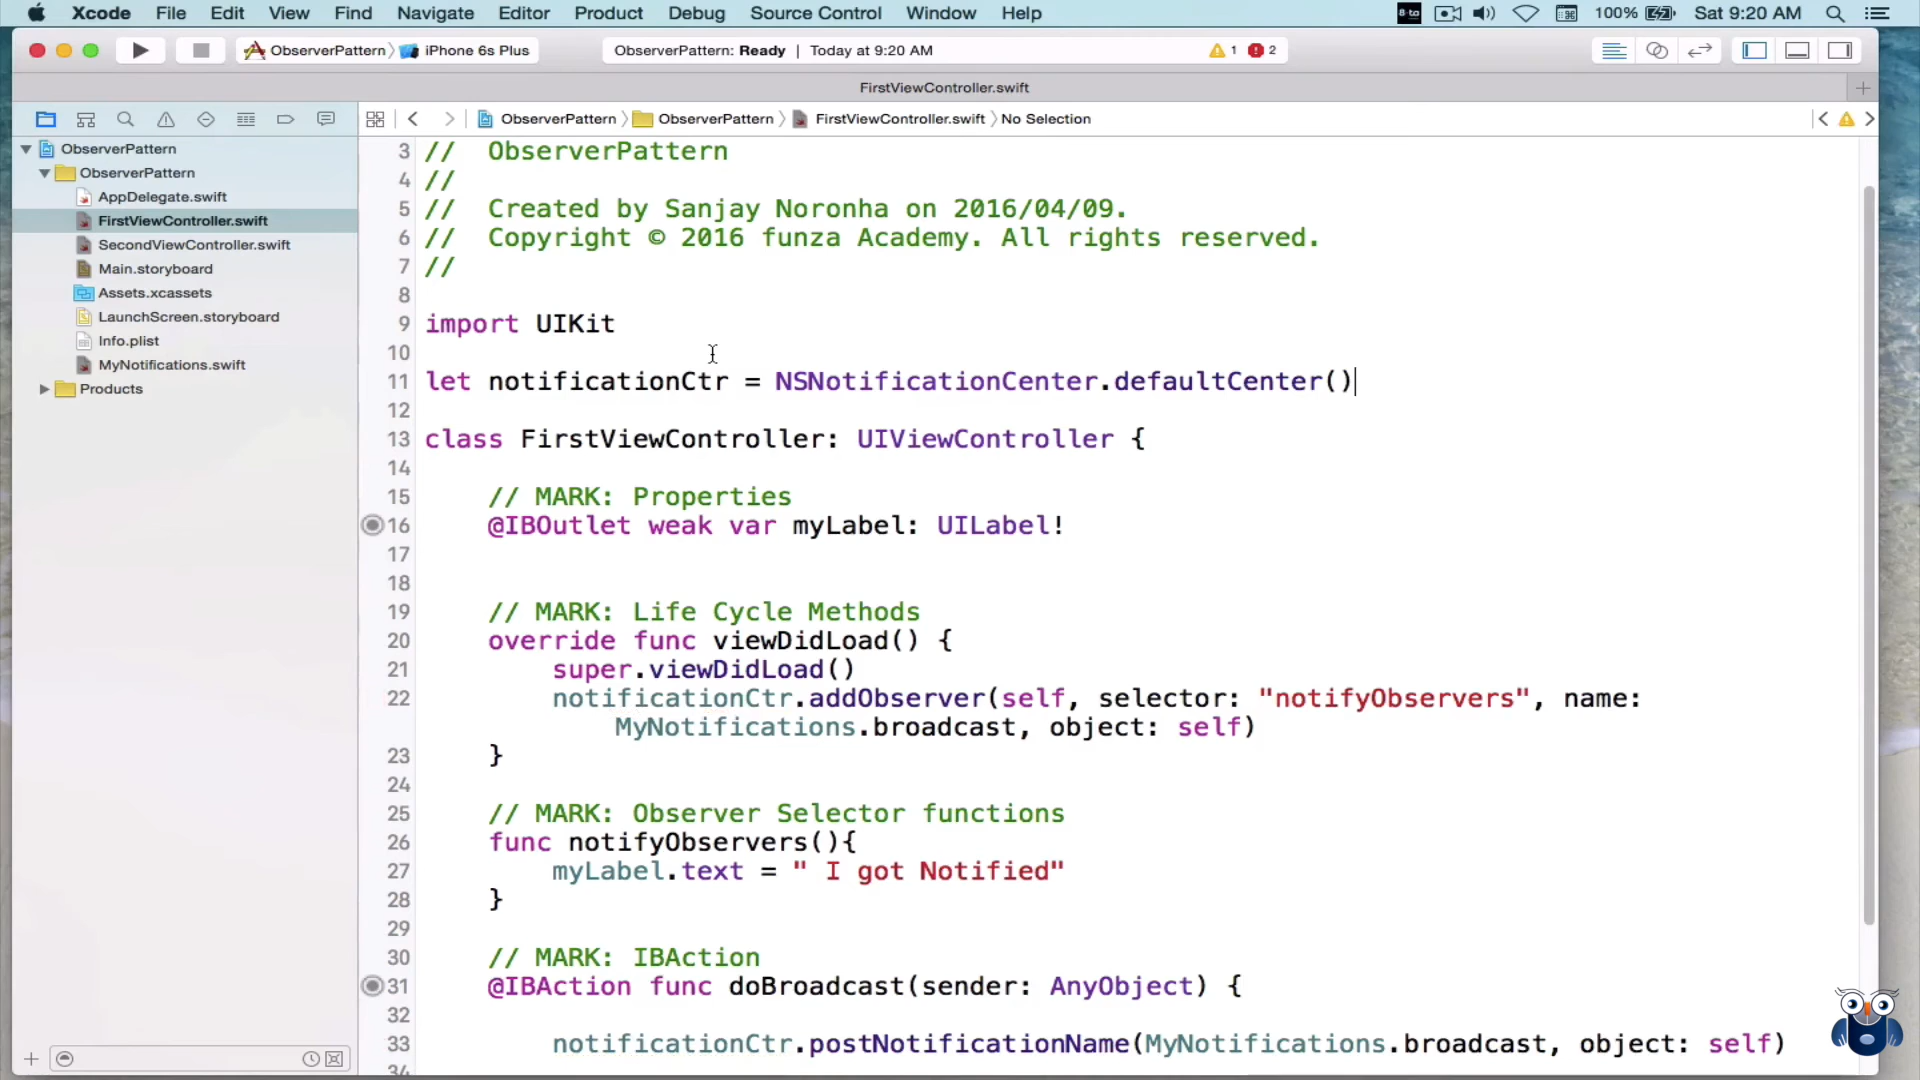 Xcode File Edit View Find Navigate Editor Product Debug Source Control Window Help
100% Sat 9:20 AM
ObserverPattern iPhone 6s Plus
ObserverPattern: Ready | Today at 9:20 AM
1 2
FirstViewController.swift
ObserverPattern ObserverPattern FirstViewController.swift No Selection
ObserverPattern
ObserverPattern
AppDelegate.swift
FirstViewController.swift
SecondViewController.swift
Main.storyboard
Assets.xcassets
LaunchScreen.storyboard
Info.plist
MyNotifications.swift
Products
3 // ObserverPattern
4 //
5 // Created by Sanjay Noronha on 2016/04/09.
6 // Copyright © 2016 funza Academy. All rights reserved.
7 //
8
9 import UIKit
10
11 let notificationCtr = NSNotificationCenter.defaultCenter()
12
13 class FirstViewController: UIViewController {
14
15 // MARK: Properties
16 @IBOutlet weak var myLabel: UILabel!
17
18
19 // MARK: Life Cycle Methods
20 override func viewDidLoad() {
21 super.viewDidLoad()
22 notificationCtr.addObserver(self, selector: "notifyObservers", name:
MyNotifications.broadcast, object: self)
23 }
24
25 // MARK: Observer Selector functions
26 func notifyObservers(){
27 myLabel.text = " I got Notified"
28 }
29
30 // MARK: IBAction
31 @IBAction func doBroadcast(sender: AnyObject) {
32
33 notificationCtr.postNotificationName(MyNotifications.broadcast, object: self)
34